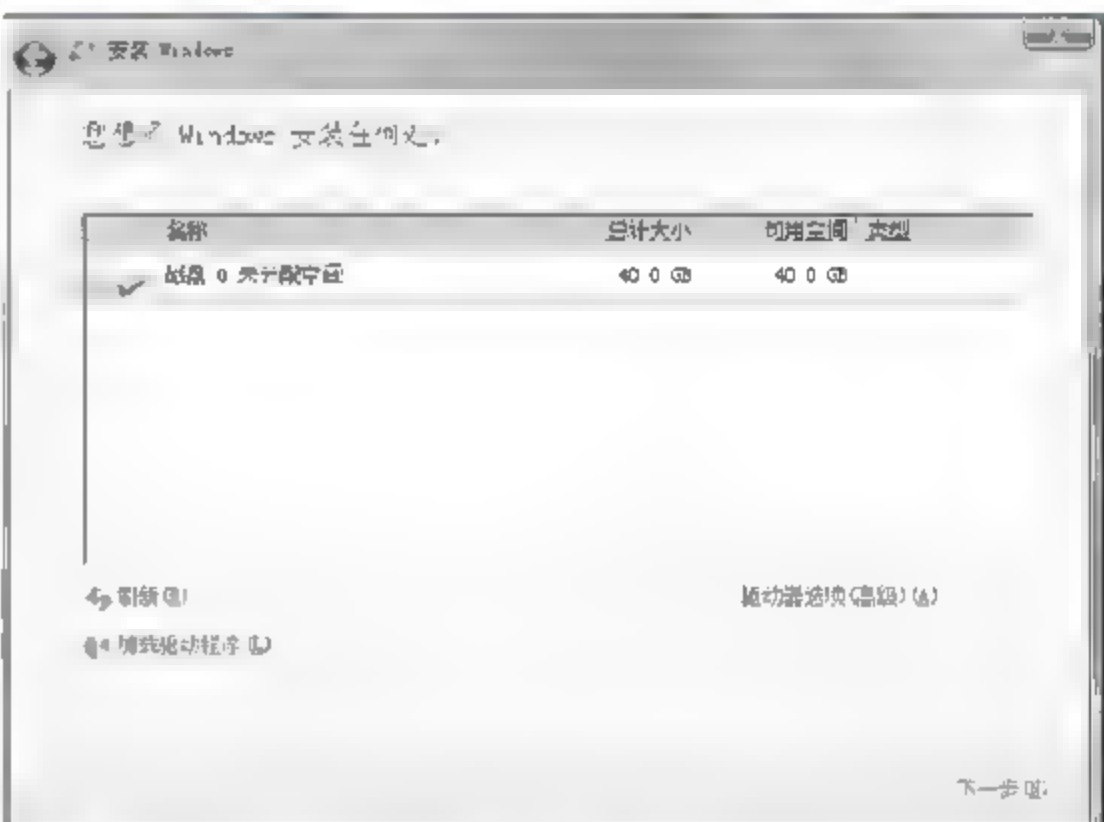 安装 Windows
您想将 Windows 安装在何处?
名称 总计大小 可用空间 类型
磁盘 0 未分配空间 40.0 GB 40.0 GB
刷新(R) 驱动器选项(高级)(A)
加载驱动程序(L)
下一步(N)